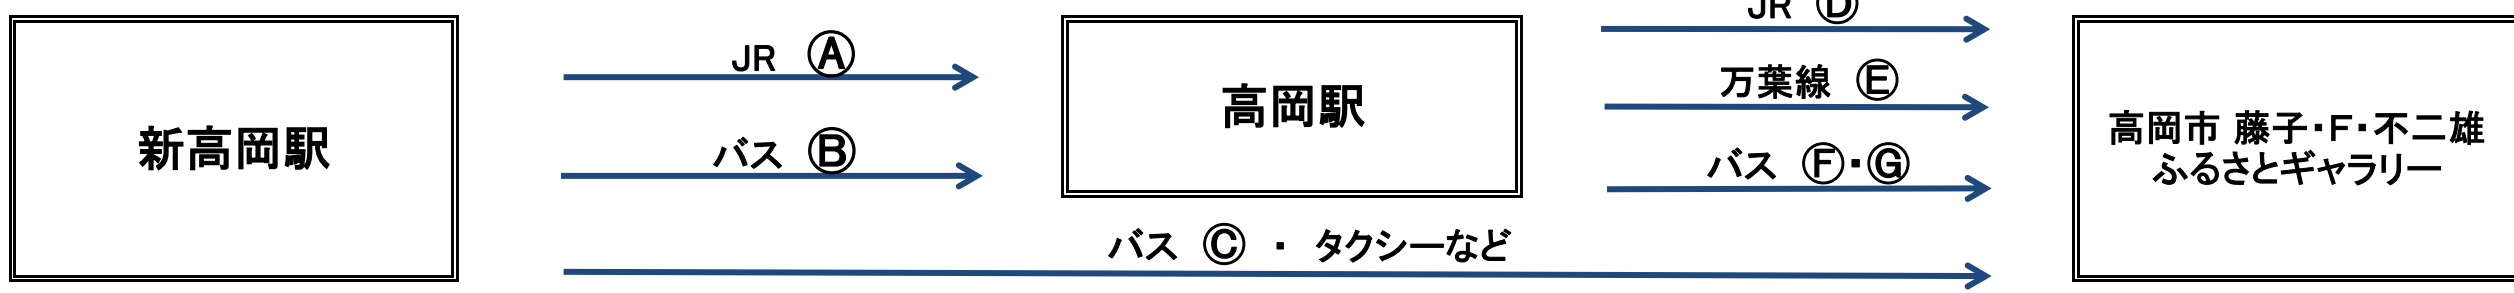 新高岡駅
JR Ⓐ
バス Ⓑ
高岡駅
バス Ⓒ ・ タクシーなど
JR Ⓓ
万葉線 Ⓔ
バス Ⓕ・Ⓖ
高岡市 藤子・F・不二雄
ふるさとギャラリー